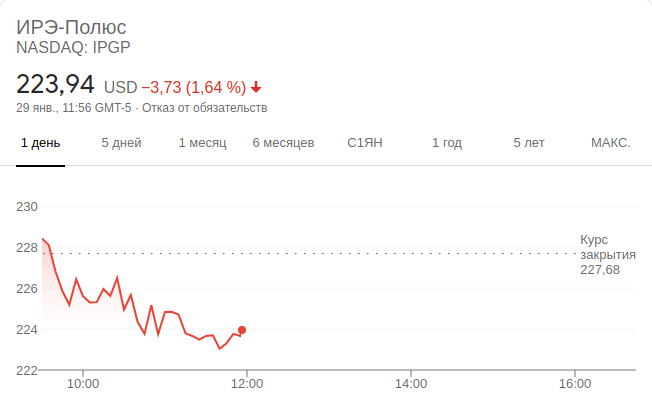 ИРЭ-Полюс
NASDAQ: IPGP
223,94 USD −3,73 (1,64 %)
29 янв., 11:56 GMT-5 · Отказ от обязательств
1 день 5 дней 1 месяц 6 месяцев С1ЯН 1 год 5 лет МАКС.
230
228
226
224
222
Курс
закрытия
227,68
10:00 12:00 14:00 16:00